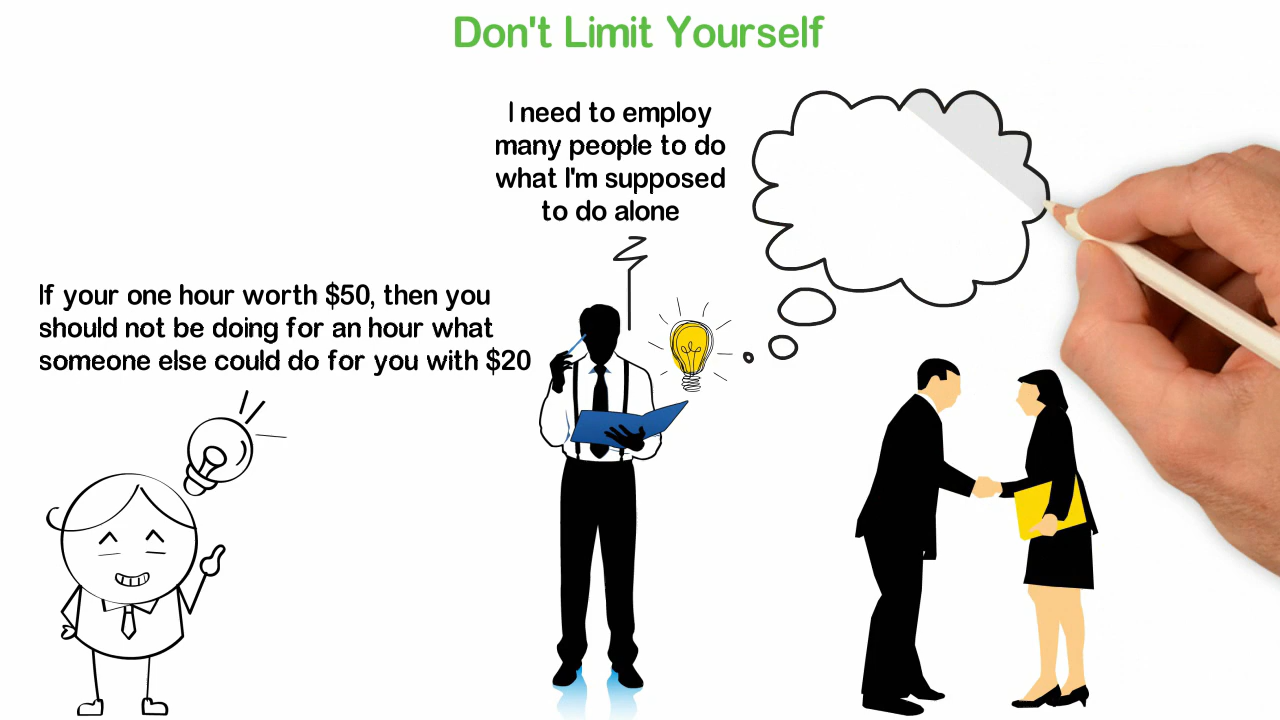 Don't Limit Yourself
I need to employ
many people to do
what I'm supposed
to do alone
If your one hour worth $50, then you
should not be doing for an hour what
someone else could do for you with $20